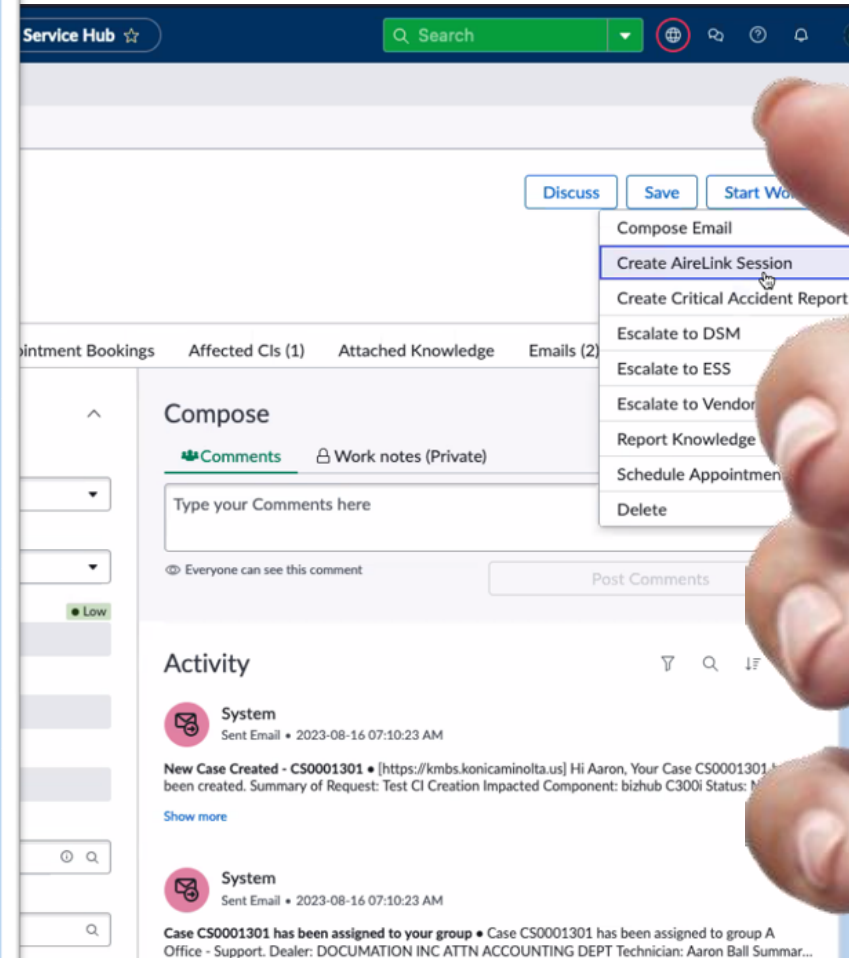 Service Hub
Search
Discuss
Save
Start
Compose Email
Create AireLink Session
Create Critical Accident Report
Escalate to DSM
Escalate to ESS
Escalate to Vendor
Report Knowledge
Schedule
Bookings
Affected CIs (1)
Attached Knowledge
Emails (2)
Compose
Comments
Work notes (Private)
Delete
Type your Comments here
Everyone can see this comment
Post Comments
Low
Activity
System
Sent Email • 2023-08-16 07:10:23 AM
New Case Created - CS0001301 • [https://kmbs.konicaminolta.us] Hi Aaron, Your Case CS0001301
been created. Summary of Request: Test CI Creation Impacted Component: bizhub C300i Status:
Show more
System
Sent Email • 2023-08-16 07:10:23 AM
Case CS0001301 has been assigned to your group • Case CS0001301 has been assigned to group A
Office - Support. Dealer: DOCUMATION INC ATTN ACCOUNTING DEPT Technician: Aaron Ball Summar...